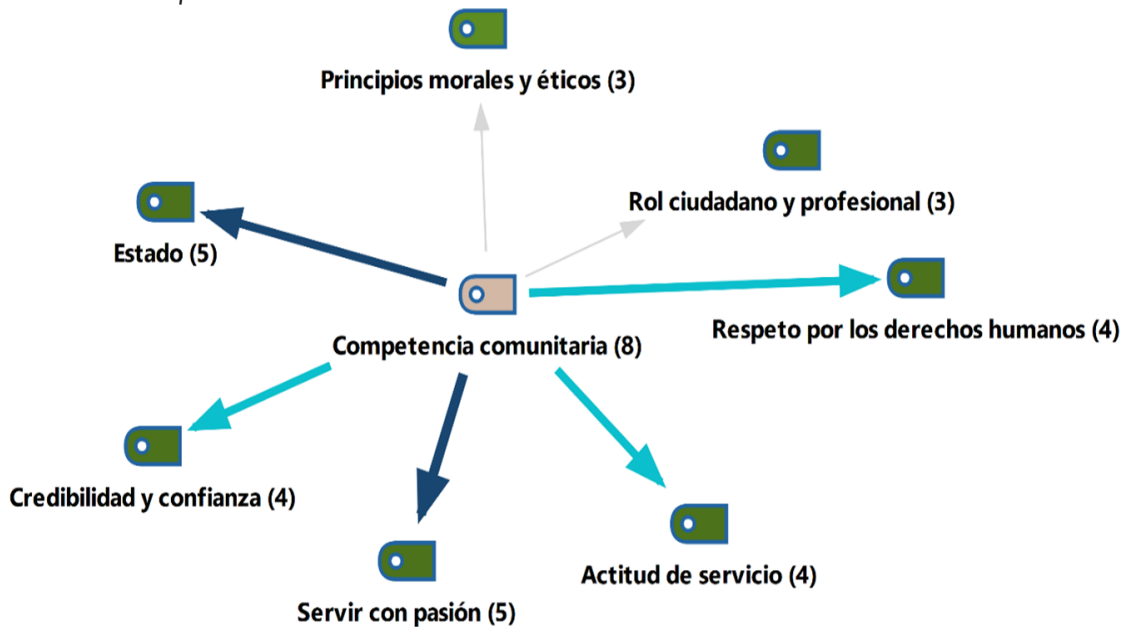 Principios morales y éticos (3)
Rol ciudadano y profesional (3)
Estado (5)
Respeto por los derechos humanos (4)
Competencia comunitaria (8)
Credibilidad y confianza (4)
Actitud de servicio (4)
Servir con pasión (5)